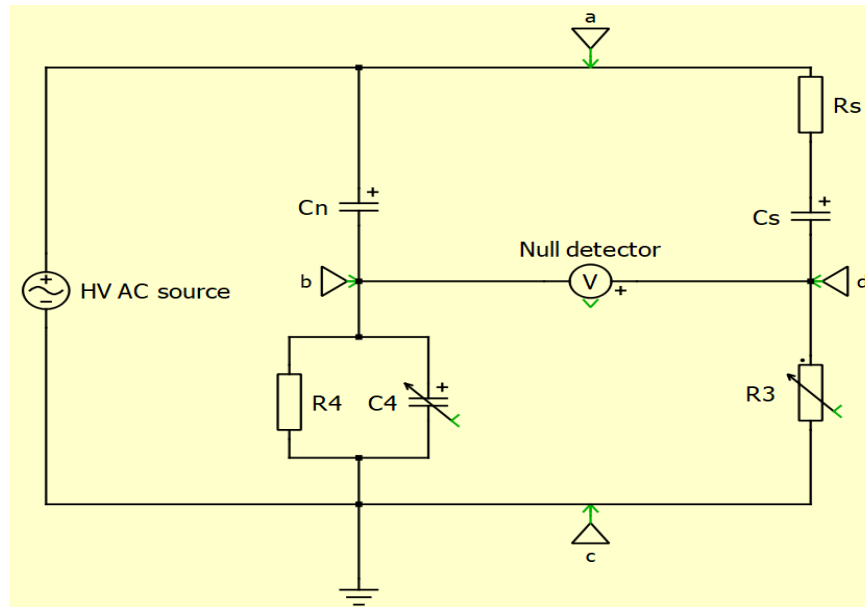 a
Rs
Cn
+
Cs
+
Null detector
b
V
+
d
+
HV AC source
−
R4
C4
+
R3
c